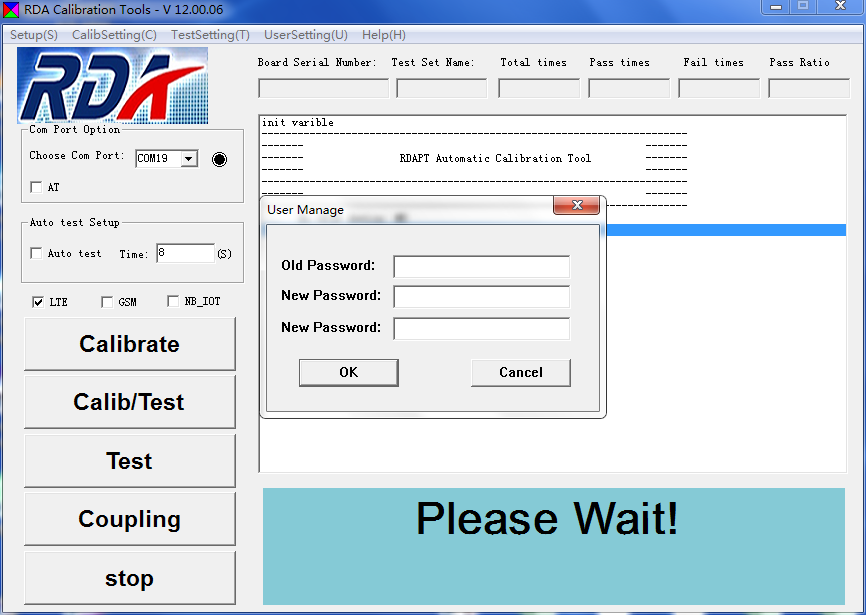 RDA Calibration Tools - V 12.00.06
Setup(S) CalibSetting(C) TestSetting(T) UserSetting(U) Help(H)
RDA
Board Serial Number: Test Set Name: Total times Pass times Fail times Pass Ratio
Com Port Option
Choose Com Port: COM19
AT
Auto test Setup
Auto test Time: 8 (S)
LTE GSM NB_IOT
Calibrate
Calib/Test
Test
Coupling
stop
init varible
-----------------------------------------------------------------------
------- -------
------- RDAPT Automatic Calibration Tool -------
------- -------
-----------------------------------------------------------------------
------- -------
User Manage
Old Password:
New Password:
New Password:
OK Cancel
Please Wait!